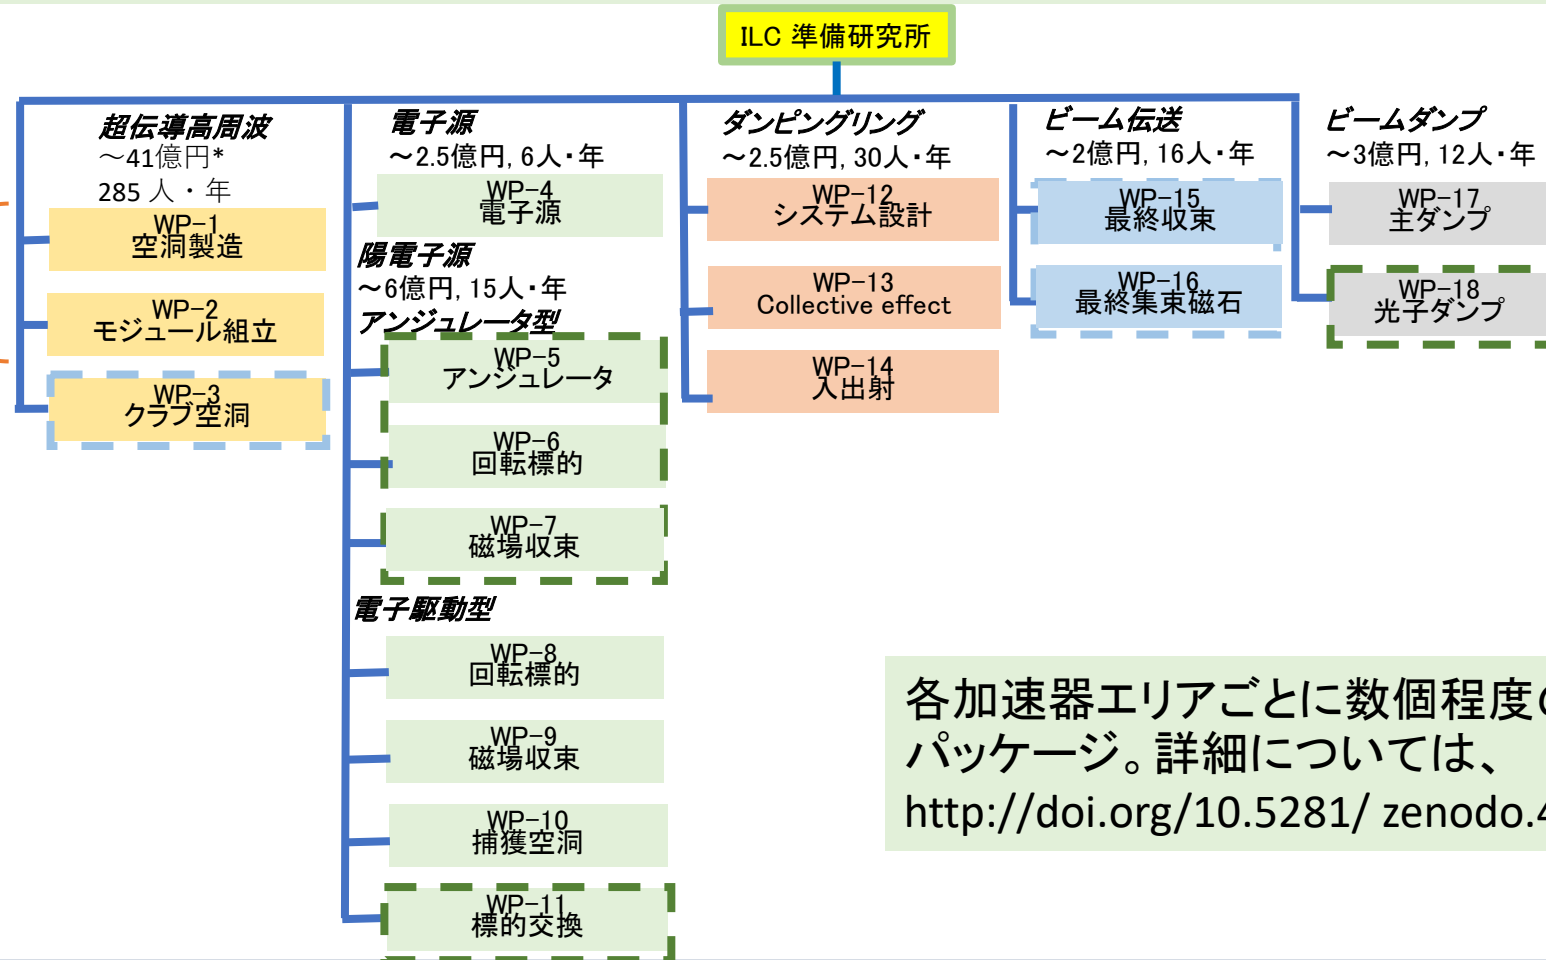 ILC 準備研究所
超伝導高周波
～41億円*
285 人・年
WP-1
空洞製造
WP-2
モジュール組立
WP-3
クラブ空洞
電子源
～2.5億円, 6人・年
WP-4
電子源
陽電子源
～6億円, 15人・年
アンジュレータ型
WP-5
アンジュレータ
WP-6
回転標的
WP-7
磁場収束
電子駆動型
WP-8
回転標的
WP-9
磁場収束
WP-10
捕獲空洞
WP-11
標的交換
ダンピングリング
～2.5億円, 30人・年
WP-12
システム設計
WP-13
Collective effect
WP-14
入出射
ビーム伝送
～2億円, 16人・年
WP-15
最終収束
WP-16
最終集束磁石
ビームダンプ
～3億円, 12人・年
WP-17
主ダンプ
WP-18
光子ダンプ
各加速器エリアごとに数個程度の
パッケージ。詳細については、
http://doi.org/10.5281/ zenodo.4